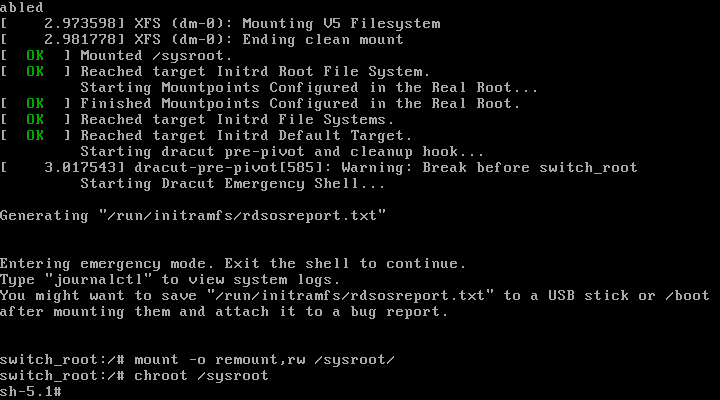 abled
[    2.973598] XFS (dm-0): Mounting V5 Filesystem
[    2.981778] XFS (dm-0): Ending clean mount
[  OK  ] Mounted /sysroot.
[  OK  ] Reached target Initrd Root File System.
         Starting Mountpoints Configured in the Real Root...
[  OK  ] Finished Mountpoints Configured in the Real Root.
[  OK  ] Reached target Initrd File Systems.
[  OK  ] Reached target Initrd Default Target.
         Starting dracut pre-pivot and cleanup hook...
[    3.017543] dracut-pre-pivot[585]: Warning: Break before switch_root
         Starting Dracut Emergency Shell...

Generating "/run/initramfs/rdsosreport.txt"

Entering emergency mode. Exit the shell to continue.
Type "journalctl" to view system logs.
You might want to save "/run/initramfs/rdsosreport.txt" to a USB stick or /boot
after mounting them and attach it to a bug report.

switch_root:/# mount -o remount,rw /sysroot/
switch_root:/# chroot /sysroot
sh-5.1#